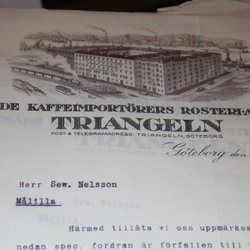 DE KAFFEIMPORTÖRERS ROSTERI-A
TRIANGELN
POST- & TELEGRAMADRESS: TRIANGELN, GÖTEBORG.
Göteborg den
Herr Sew. Nelsson
Målilla
Härmed tillåta vi oss uppmärks
nedan spec. fordran är förfallen till